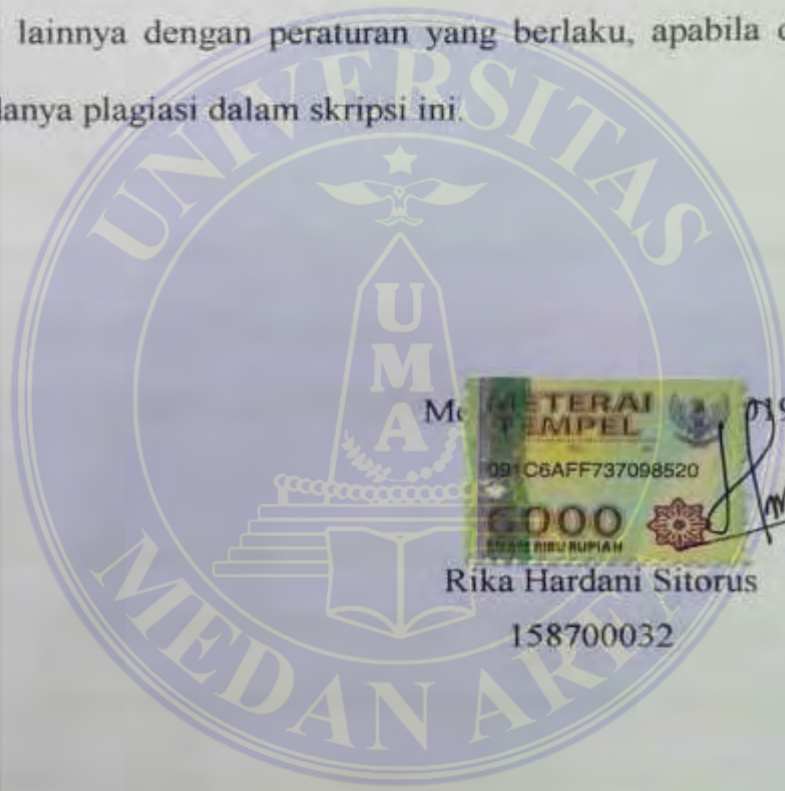 lainnya dengan peraturan yang berlaku, apabila
plagiasi dalam skripsi ini.
UNIVERSITAS
UMA
METERAI
TEMPEL
091C6AFF737098520
6000
ENAM RIBU RUPIAH
Rika Hardani Sitorus
158700032
MEDAN AREA